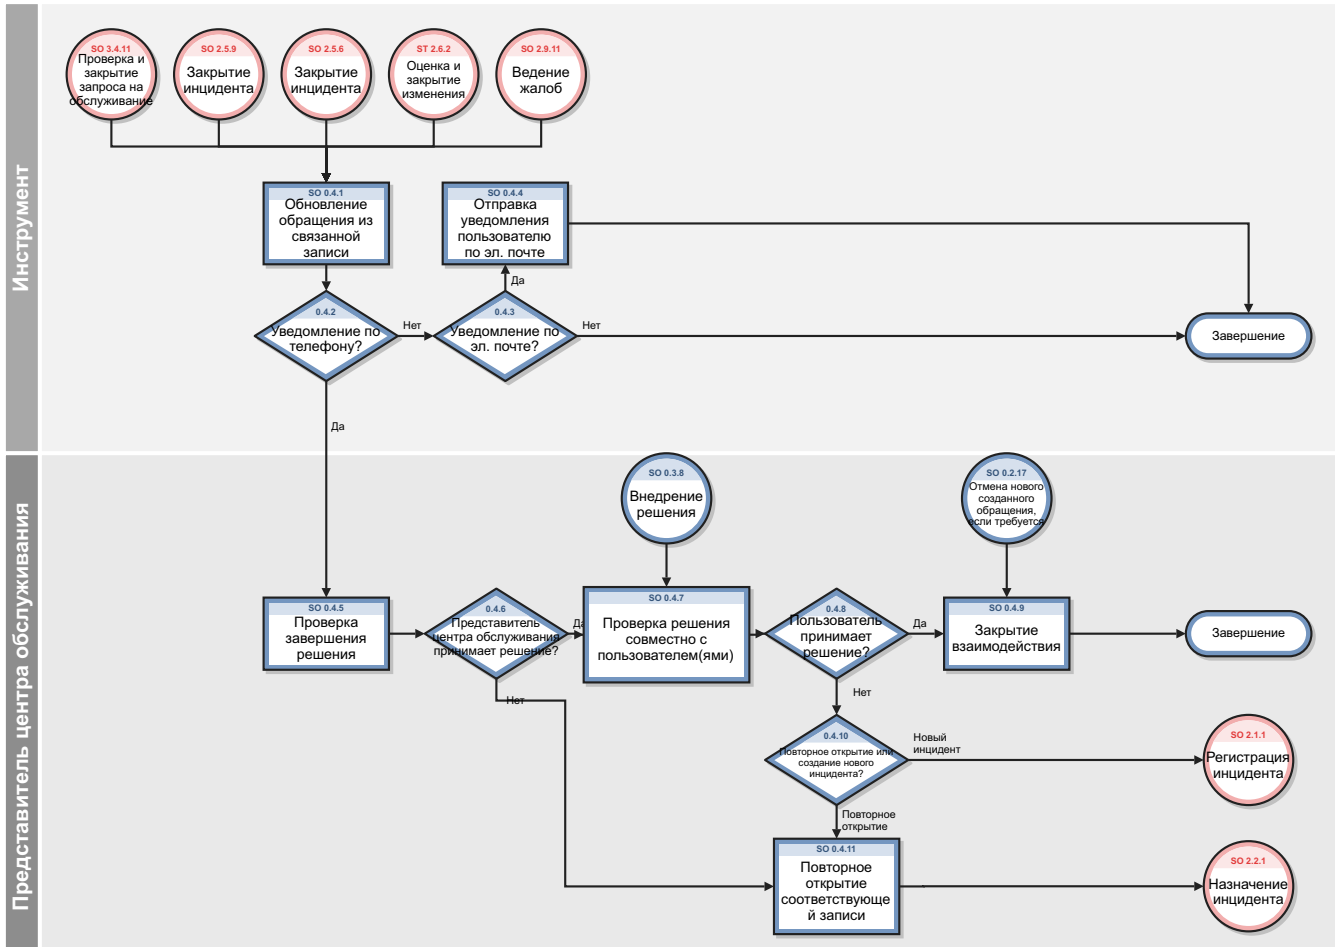 Инструмент
SO 3.4.11
Проверка и
закрытие
запроса на
обслуживание
SO 2.5.9
Закрытие
инцидента
SO 2.5.6
Закрытие
инцидента
ST 2.6.2
Оценка и
закрытие
изменения
SO 2.9.11
Ведение
жалоб
SO 0.4.1
Обновление
обращения из
связанной
записи
SO 0.4.4
Отправка
уведомления
пользователю
по эл. почте
Да
0.4.2
Уведомление по
телефону?
Нет
0.4.3
Уведомление по
эл. почте?
Нет
Завершение
Да
Представитель центра обслуживания
SO 0.3.8
Внедрение
решения
SO 0.2.17
Отмена нового
созданного
обращения,
если требуется
SO 0.4.5
Проверка
завершения
решения
0.4.6
Представитель
центра обслуживания
принимает решение?
Да
SO 0.4.7
Проверка решения
совместно с
пользователем(ями)
0.4.8
Пользователь
принимает
решение?
Да
SO 0.4.9
Закрытие
взаимодействия
Завершение
Нет
Нет
0.4.10
Повторное открытие или
создание нового
инцидента?
Новый
инцидент
SO 2.1.1
Регистрация
инцидента
Повторное
открытие
SO 0.4.11
Повторное
открытие
соответствующе
й записи
SO 2.2.1
Назначение
инцидента